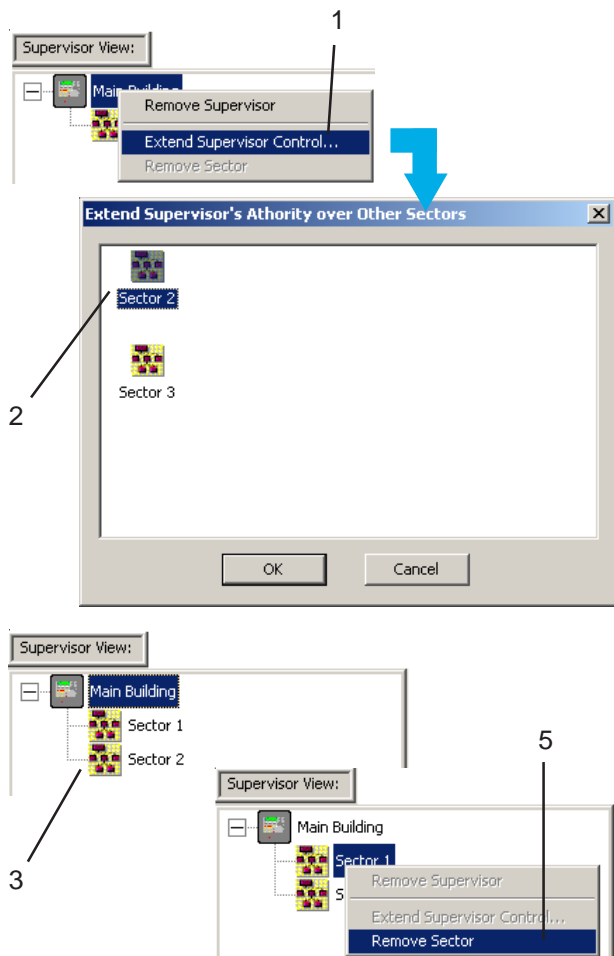 1
Supervisor View:
Main Building
Remove Supervisor
Extend Supervisor Control...
Remove Sector
Extend Supervisor's Athority over Other Sectors
Sector 2
Sector 3
2
OK
Cancel
Supervisor View:
Main Building
Sector 1
Sector 2
3
5
Supervisor View:
Main Building
Sector 1
S
Remove Supervisor
Extend Supervisor Control...
Remove Sector